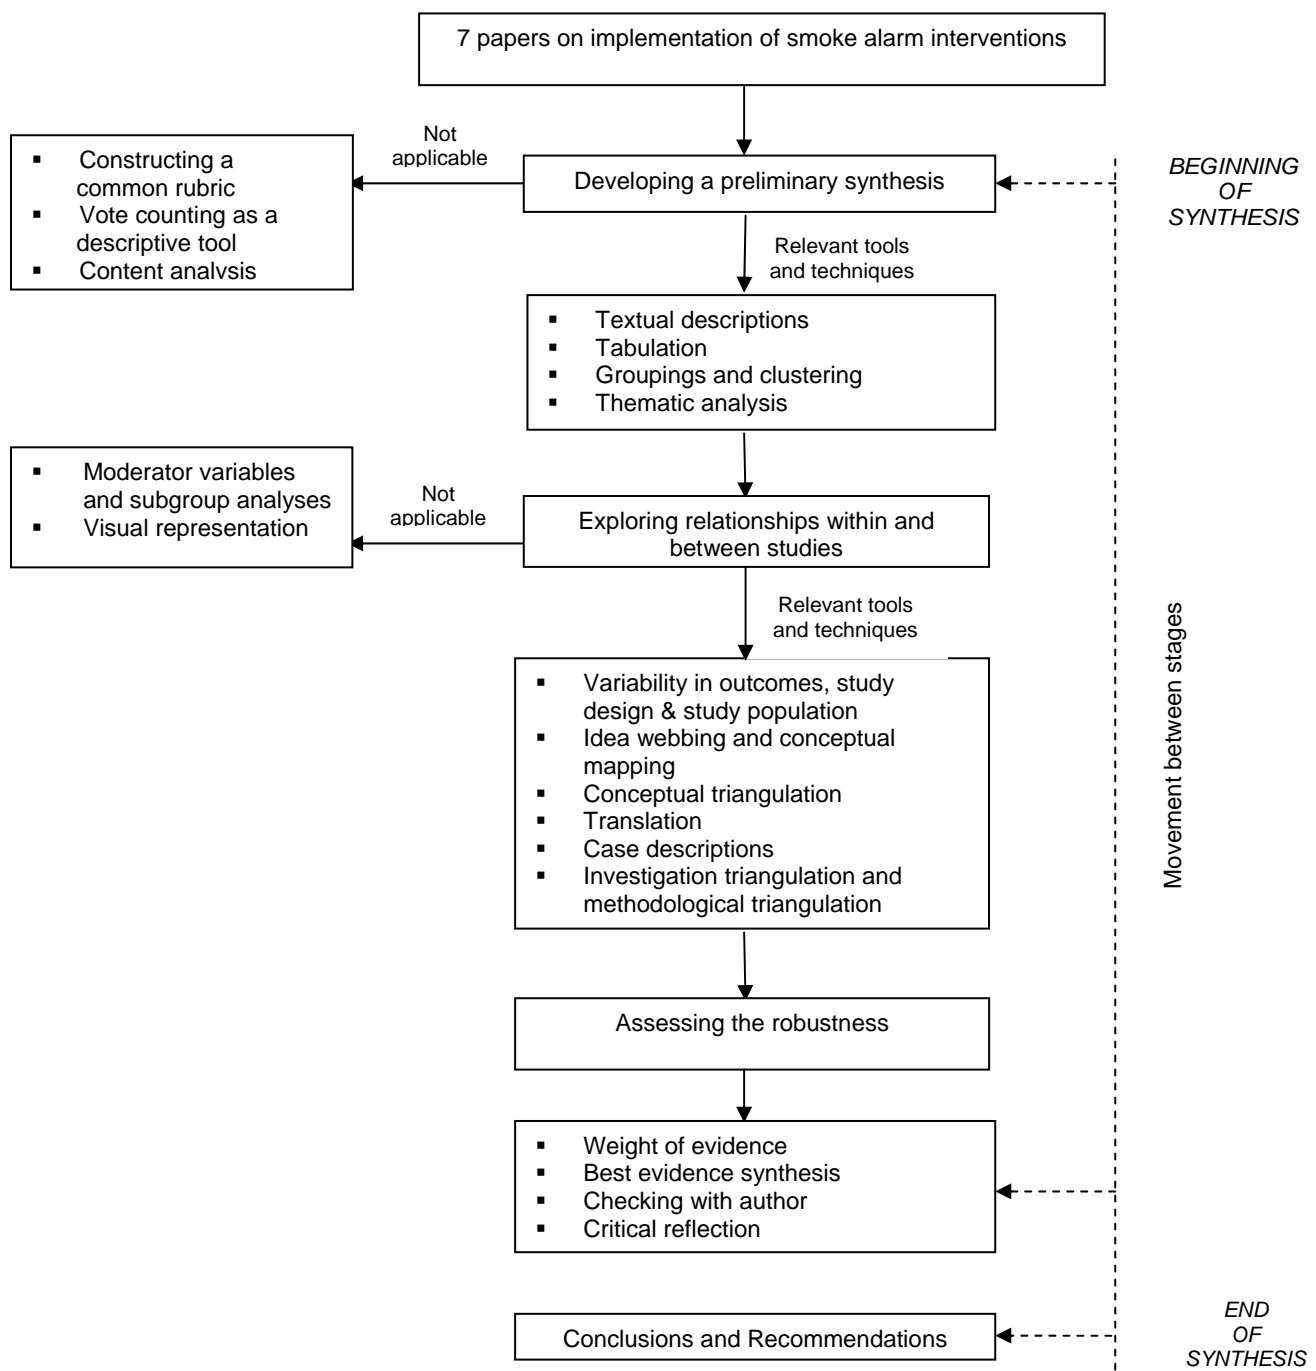 7 papers on implementation of smoke alarm interventions
Not
applicable
▪ Constructing a
common rubric
▪ Vote counting as a
descriptive tool
▪ Content analysis
Developing a preliminary synthesis
BEGINNING
OF
SYNTHESIS
Relevant tools
and techniques
▪ Textual descriptions
▪ Tabulation
▪ Groupings and clustering
▪ Thematic analysis
Not
applicable
▪ Moderator variables
and subgroup analyses
▪ Visual representation
Exploring relationships within and
between studies
Relevant tools
and techniques
▪ Variability in outcomes, study
design & study population
▪ Idea webbing and conceptual
mapping
▪ Conceptual triangulation
▪ Translation
▪ Case descriptions
▪ Investigation triangulation and
methodological triangulation
Movement between stages
Assessing the robustness
▪ Weight of evidence
▪ Best evidence synthesis
▪ Checking with author
▪ Critical reflection
Conclusions and Recommendations
END
OF
SYNTHESIS